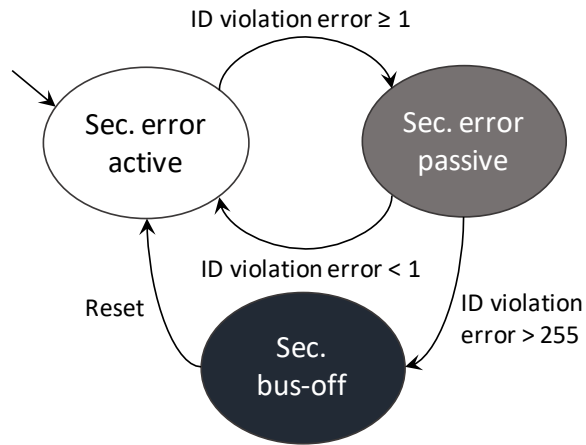 ID violation error ≥ 1
Sec. error
active
Sec. error
passive
ID violation error < 1
Reset
ID violation
error > 255
Sec.
bus-off